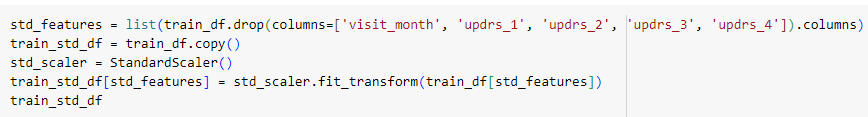 std_features = list(train_df.drop(columns=['visit_month', 'updrs_1', 'updrs_2', 'updrs_3', 'updrs_4']).columns)
train_std_df = train_df.copy()
std_scaler = StandardScaler()
train_std_df[std_features] = std_scaler.fit_transform(train_df[std_features])
train_std_df